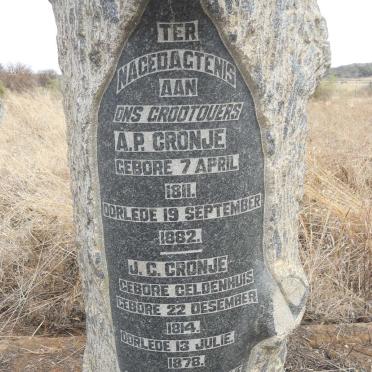 TER
NAGEDAGTENIS
AAN
ONS GROOTOUERS
A.P. CRONJE
GEBORE 7 APRIL
1811.
OORLEDE 19 SEPTEMBER
1882.
J. C. CRONJE
GEBORE GELDENHUIS
GEBORE 22 DESEMBER
1814.
OORLEDE 13 JULIE.
1878.